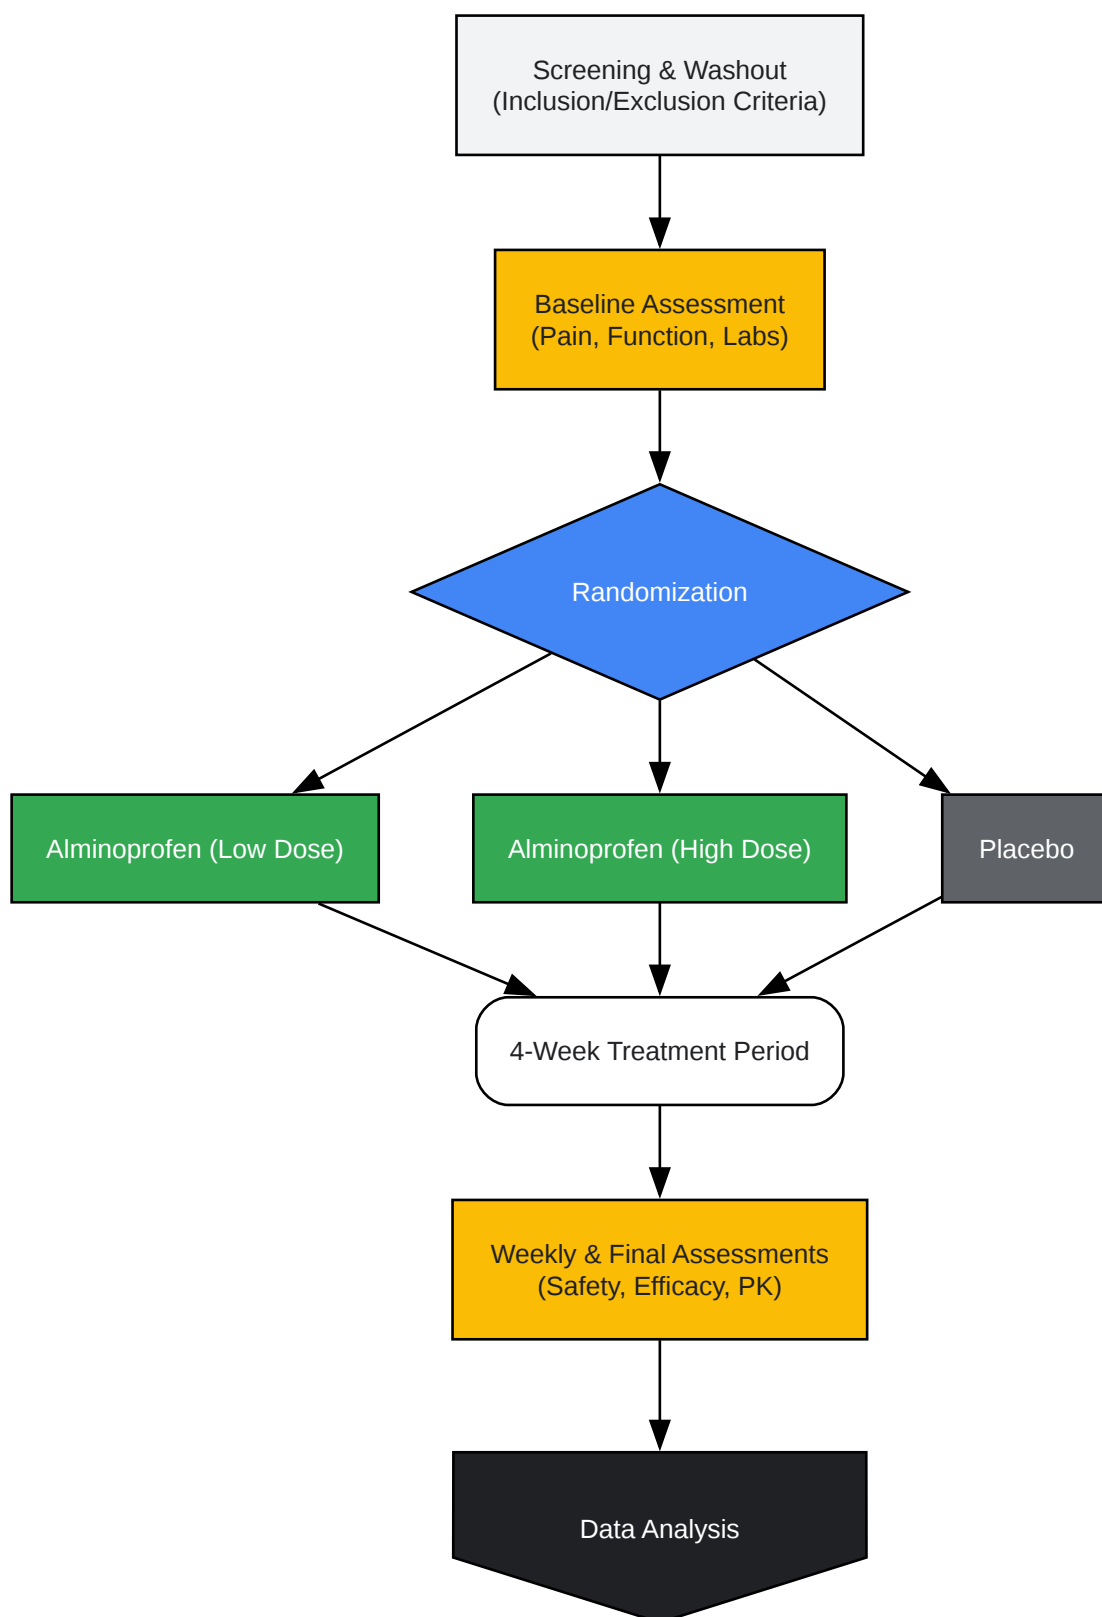 Screening & Washout
(Inclusion/Exclusion Criteria)
Baseline Assessment
(Pain, Function, Labs)
Randomization
Alminoprofen (Low Dose)
Alminoprofen (High Dose)
Placebo
4-Week Treatment Period
Weekly & Final Assessments
(Safety, Efficacy, PK)
Data Analysis